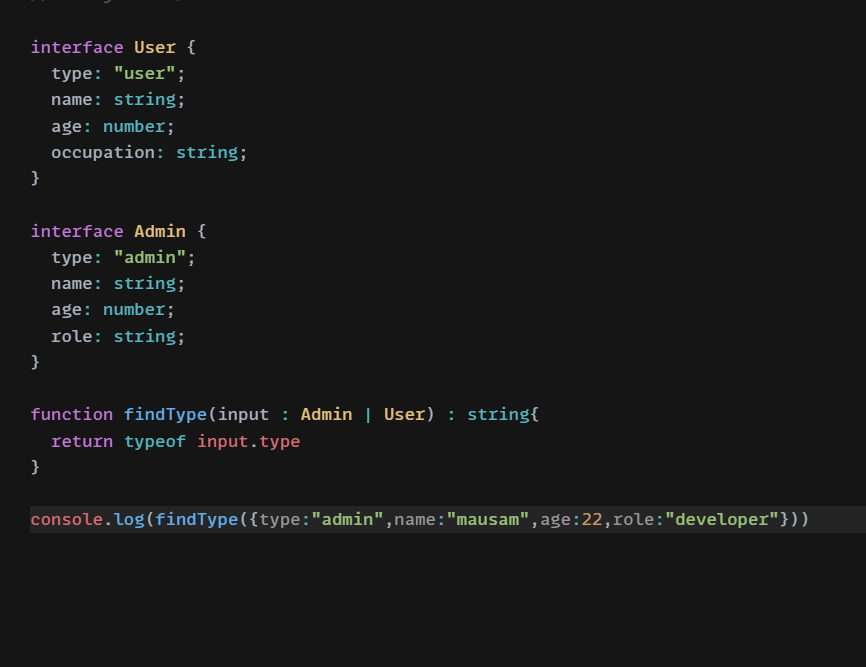 interface User {
  type: "user";
  name: string;
  age: number;
  occupation: string;
}

interface Admin {
  type: "admin";
  name: string;
  age: number;
  role: string;
}

function findType(input : Admin | User) : string{
  return typeof input.type
}

console.log(findType({type:"admin",name:"mausam",age:22,role:"developer"}))